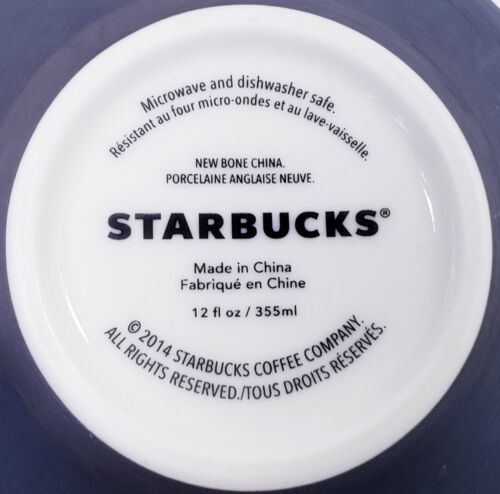 Microwave and dishwasher safe.
Résistant au four micro-ondes et au lave-vaisselle.
NEW BONE CHINA.
PORCELAINE ANGLAISE NEUVE.
STARBUCKS®
Made in China
Fabriqué en Chine
12 fl oz / 355ml
© 2014 STARBUCKS COFFEE COMPANY.
ALL RIGHTS RESERVED./TOUS DROITS RÉSERVÉS.